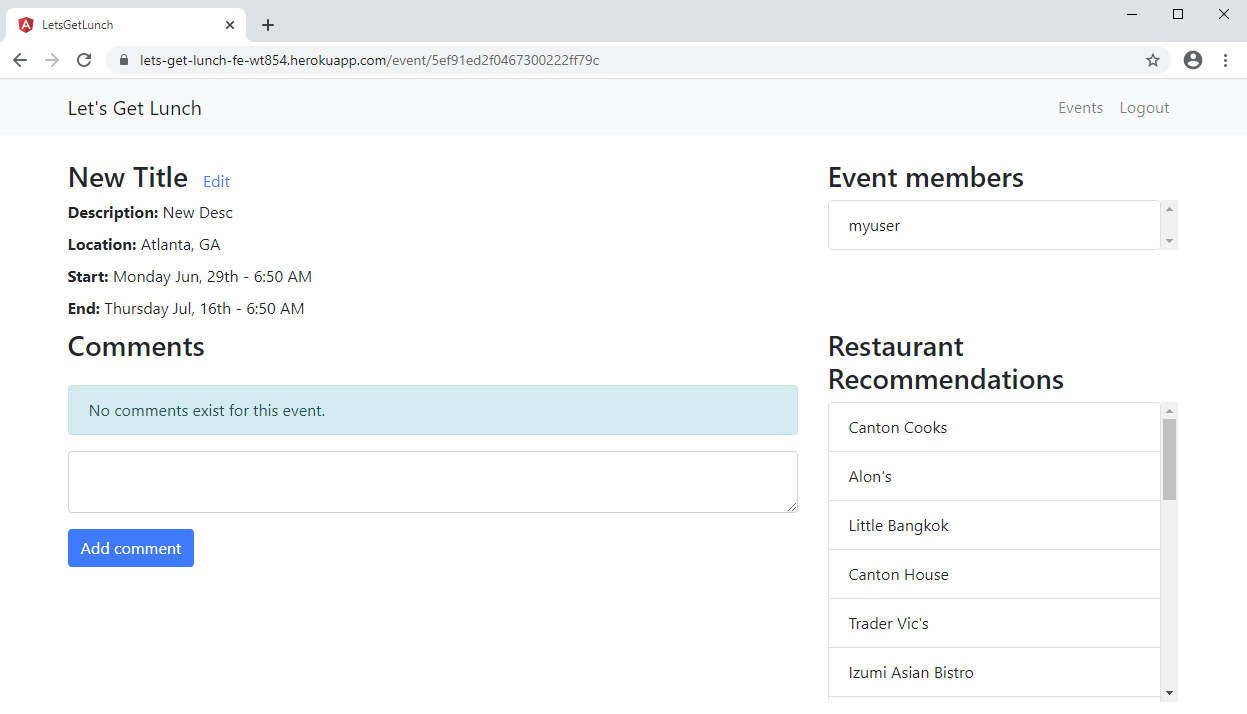 LetsGetLunch
lets-get-lunch-fe-wt854.herokuapp.com/event/5ef91ed2f0467300222ff79c
Let's Get Lunch
Events
Logout
New Title
Edit
Description: New Desc
Location: Atlanta, GA
Start: Monday Jun, 29th - 6:50 AM
End: Thursday Jul, 16th - 6:50 AM
Event members
myuser
Comments
No comments exist for this event.
Add comment
Restaurant
Recommendations
Canton Cooks
Alon's
Little Bangkok
Canton House
Trader Vic's
Izumi Asian Bistro